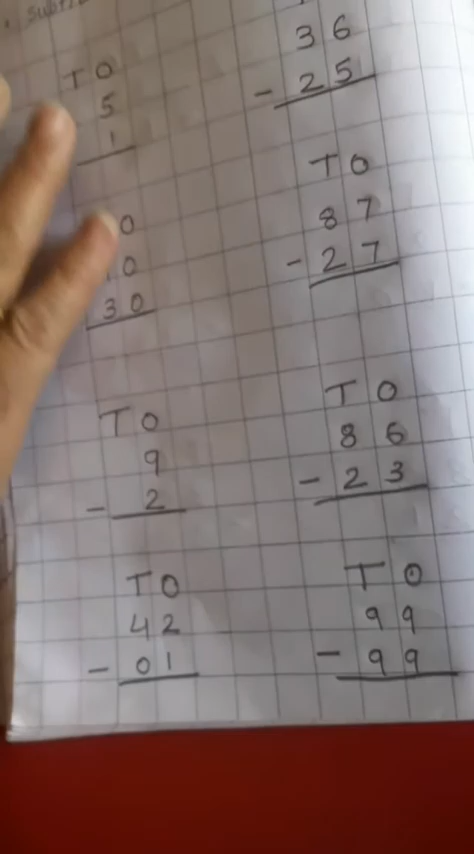 T O
5
1
3 6
- 2 5
O
0
3 0
T O
8 7
- 2 7
T O
9
- 2
T O
8 6
- 2 3
T O
4 2
- 0 1
T O
9 9
- 9 9